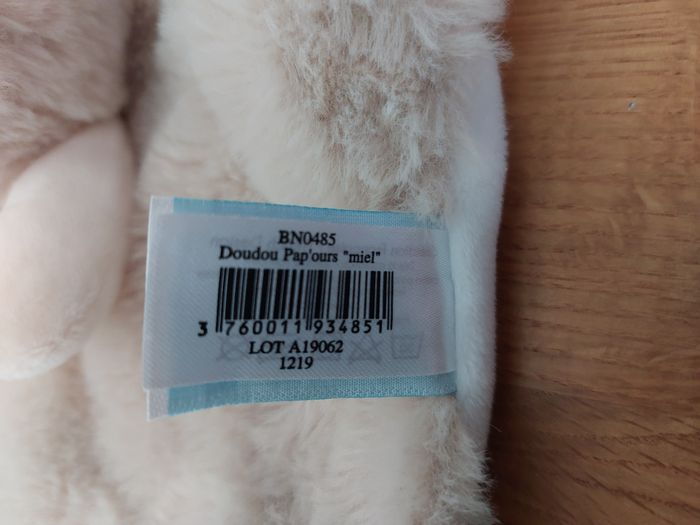 BN0485
Doudou Pap'ours "miel"
3 760011 934851
LOT A19062
1219